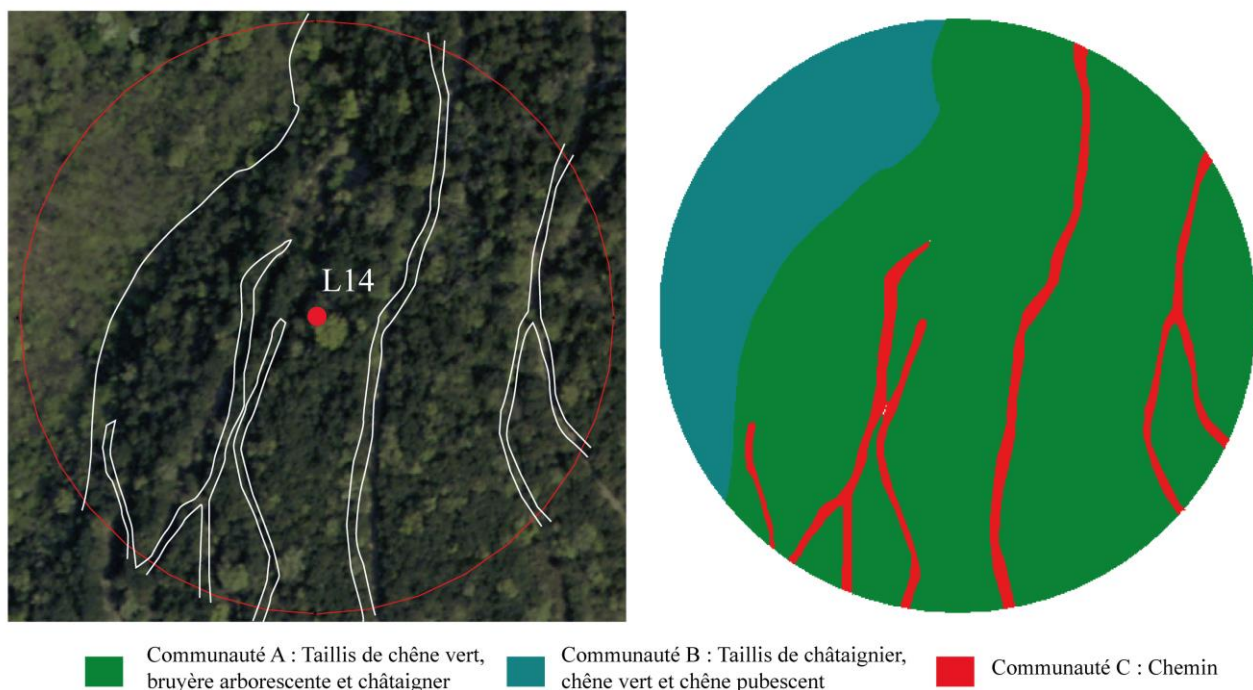 L14
Communauté A : Taillis de chêne vert,
bruyère arborescente et châtaigner
Communauté B : Taillis de châtaignier,
chêne vert et chêne pubescent
Communauté C : Chemin